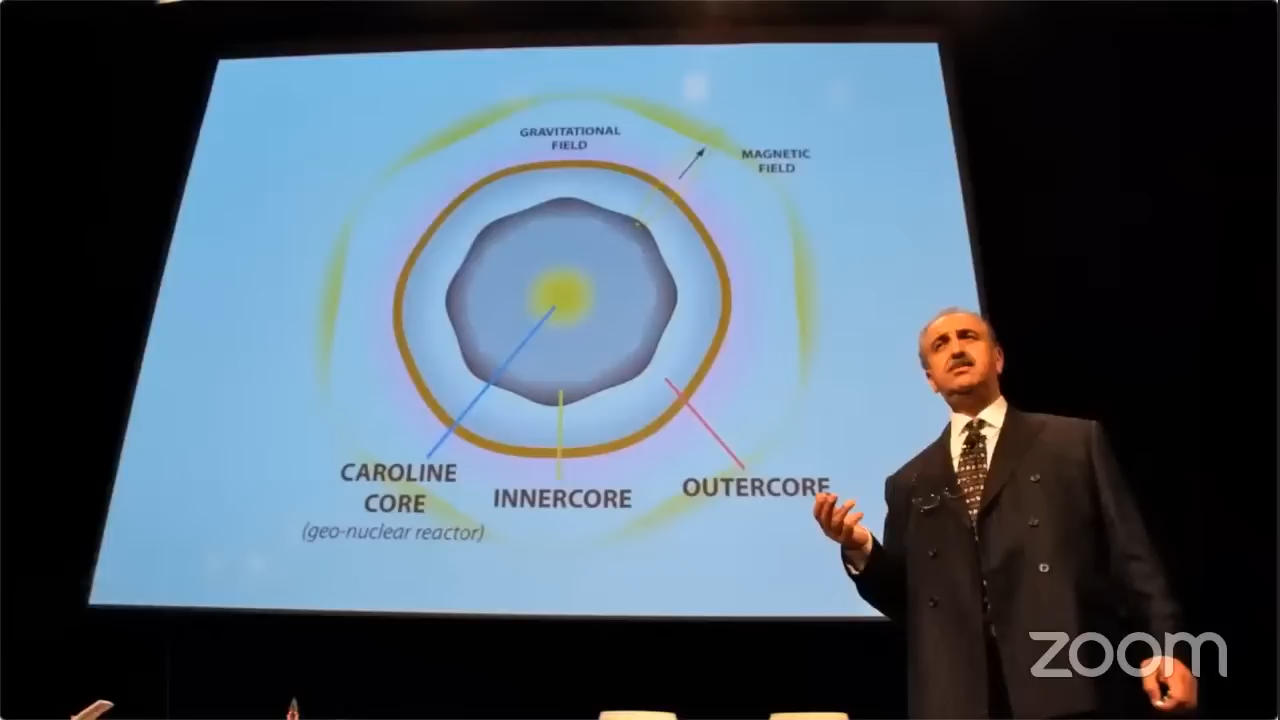 GRAVITATIONAL
FIELD
MAGNETIC
FIELD
CAROLINE
CORE
(geo-nuclear reactor)
INNERCORE
OUTERCORE
zoom